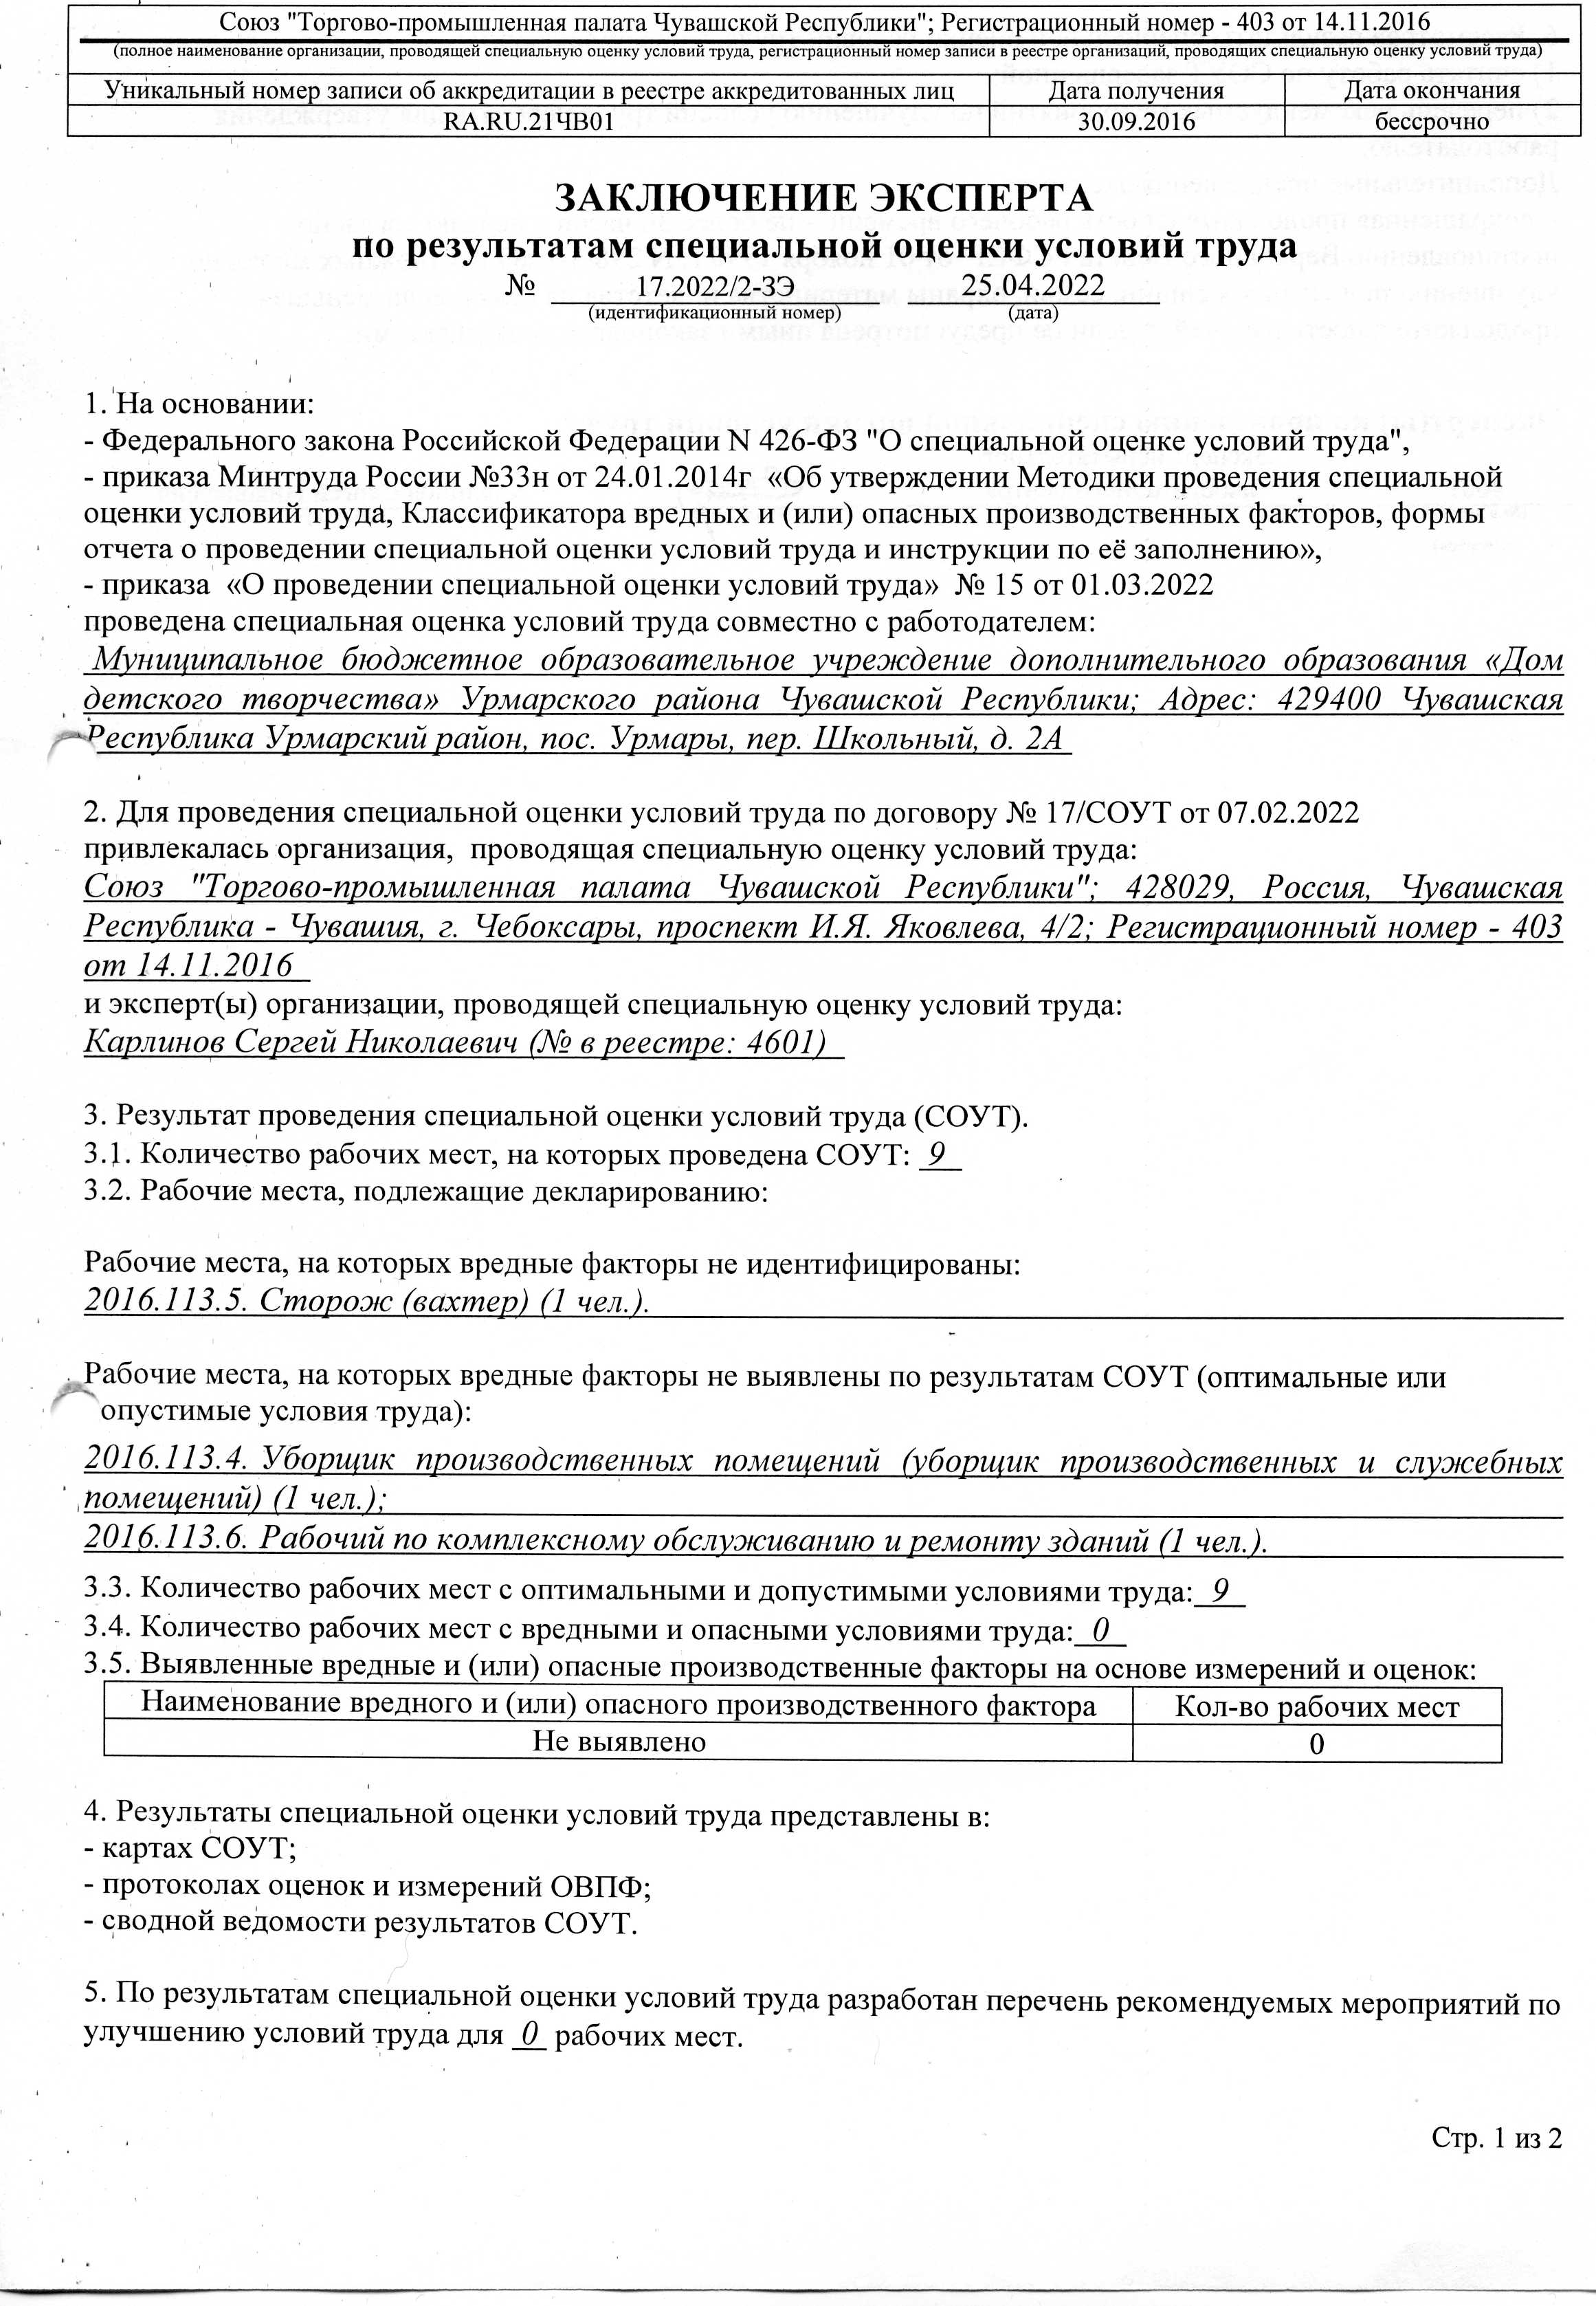 Союз "Торгово-промышленная палата Чувашской Республики"; Регистрационный номер - 403 от 14.11.2016
(полное наименование организации, проводящей специальную оценку условий труда, регистрационный номер записи в реестре организаций, проводящих специальную оценку условий труда)
Уникальный номер записи об аккредитации в реестре аккредитованных лиц Дата получения Дата окончания
RA.RU.21ЧВ01 30.09.2016 бессрочно
ЗАКЛЮЧЕНИЕ ЭКСПЕРТА
по результатам специальной оценки условий труда
№ 17.2022/2-ЗЭ 25.04.2022
(идентификационный номер) (дата)
1. На основании:
- Федерального закона Российской Федерации N 426-ФЗ "О специальной оценке условий труда",
- приказа Минтруда России №33н от 24.01.2014г «Об утверждении Методики проведения специальной
оценки условий труда, Классификатора вредных и (или) опасных производственных факторов, формы
отчета о проведении специальной оценки условий труда и инструкции по её заполнению»,
- приказа «О проведении специальной оценки условий труда» № 15 от 01.03.2022
проведена специальная оценка условий труда совместно с работодателем:
Муниципальное бюджетное образовательное учреждение дополнительного образования «Дом
детского творчества» Урмарского района Чувашской Республики; Адрес: 429400 Чувашская
Республика Урмарский район, пос. Урмары, пер. Школьный, д. 2А
2. Для проведения специальной оценки условий труда по договору № 17/СОУТ от 07.02.2022
привлекалась организация, проводящая специальную оценку условий труда:
Союз "Торгово-промышленная палата Чувашской Республики"; 428029, Россия, Чувашская
Республика - Чувашия, г. Чебоксары, проспект И.Я. Яковлева, 4/2; Регистрационный номер - 403
от 14.11.2016
и эксперт(ы) организации, проводящей специальную оценку условий труда:
Карлинов Сергей Николаевич (№ в реестре: 4601)
3. Результат проведения специальной оценки условий труда (СОУТ).
3.1. Количество рабочих мест, на которых проведена СОУТ: 9
3.2. Рабочие места, подлежащие декларированию:
Рабочие места, на которых вредные факторы не идентифицированы:
2016.113.5. Сторож (вахтер) (1 чел.).
Рабочие места, на которых вредные факторы не выявлены по результатам СОУТ (оптимальные или
опустимые условия труда):
2016.113.4. Уборщик производственных помещений (уборщик производственных и служебных
помещений) (1 чел.);
2016.113.6. Рабочий по комплексному обслуживанию и ремонту зданий (1 чел.).
3.3. Количество рабочих мест с оптимальными и допустимыми условиями труда: 9
3.4. Количество рабочих мест с вредными и опасными условиями труда: 0
3.5. Выявленные вредные и (или) опасные производственные факторы на основе измерений и оценок:
Наименование вредного и (или) опасного производственного фактора Кол-во рабочих мест
Не выявлено 0
4. Результаты специальной оценки условий труда представлены в:
- картах СОУТ;
- протоколах оценок и измерений ОВПФ;
- сводной ведомости результатов СОУТ.
5. По результатам специальной оценки условий труда разработан перечень рекомендуемых мероприятий по
улучшению условий труда для 0 рабочих мест.
Стр. 1 из 2